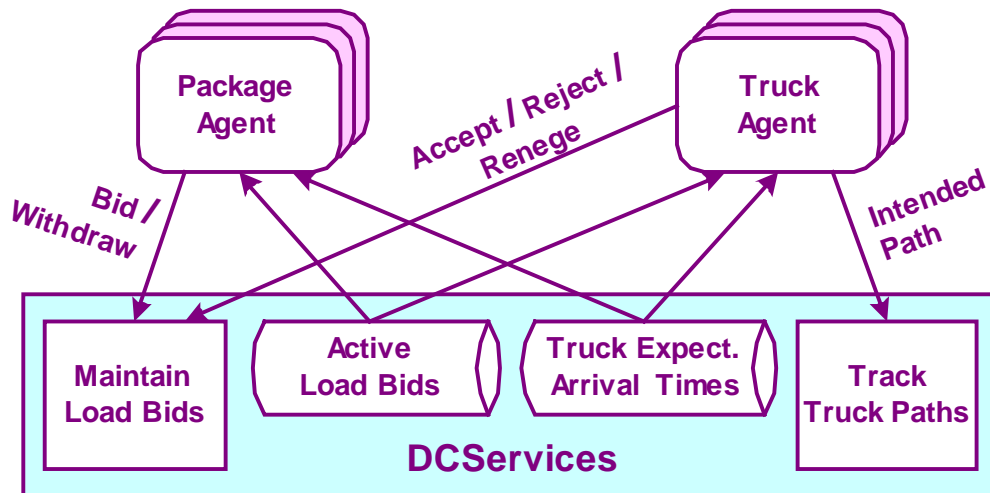 Package
Agent
Truck
Agent
Accept / Reject /
Renege
Bid /
Withdraw
Intended
Path
Maintain
Load Bids
Active
Load Bids
Truck Expect.
Arrival Times
Track
Truck Paths
DCServices